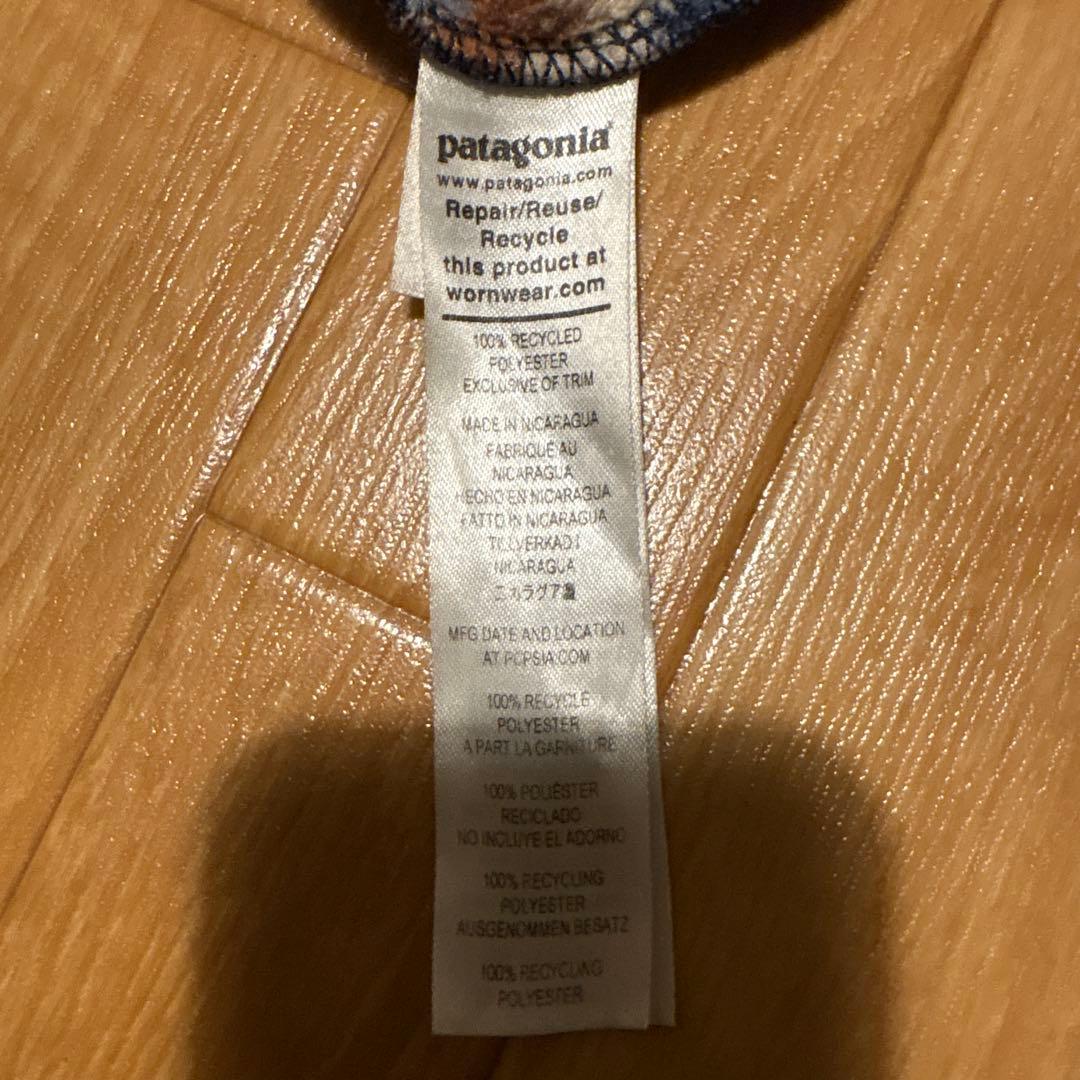 patagonia®
www.patagonia.com
Repair/Reuse/
Recycle
this product at
wornwear.com
100% RECYCLED
POLYESTER
EXCLUSIVE OF TRIM
MADE IN NICARAGUA
FABRIQUE AU
NICARAGUA
HECHO EN NICARAGUA
FATTO IN NICARAGUA
TILLVERKAD I
NICARAGUA
ニカラグア製
MFG DATE AND LOCATION
AT PCPSIA.COM
100% RECYCLE
POLYESTER
A PART LA GARNITURE
100% POLIÉSTER
RECICLADO
NO INCLUYE EL ADORNO
100% RECYCLING
POLYESTER
AUSGENOMMEN BESATZ
100% RECYCLING
POLYESTER